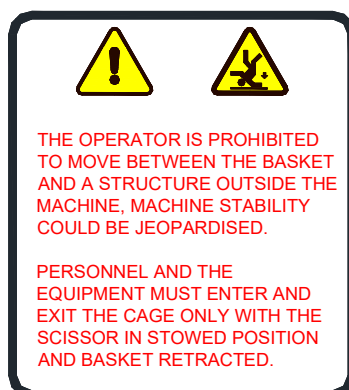 THE OPERATOR IS PROHIBITED
TO MOVE BETWEEN THE BASKET
AND A STRUCTURE OUTSIDE THE
MACHINE, MACHINE STABILITY
COULD BE JEOPARDISED.
PERSONNEL AND THE
EQUIPMENT MUST ENTER AND
EXIT THE CAGE ONLY WITH THE
SCISSOR IN STOWED POSITION
AND BASKET RETRACTED.